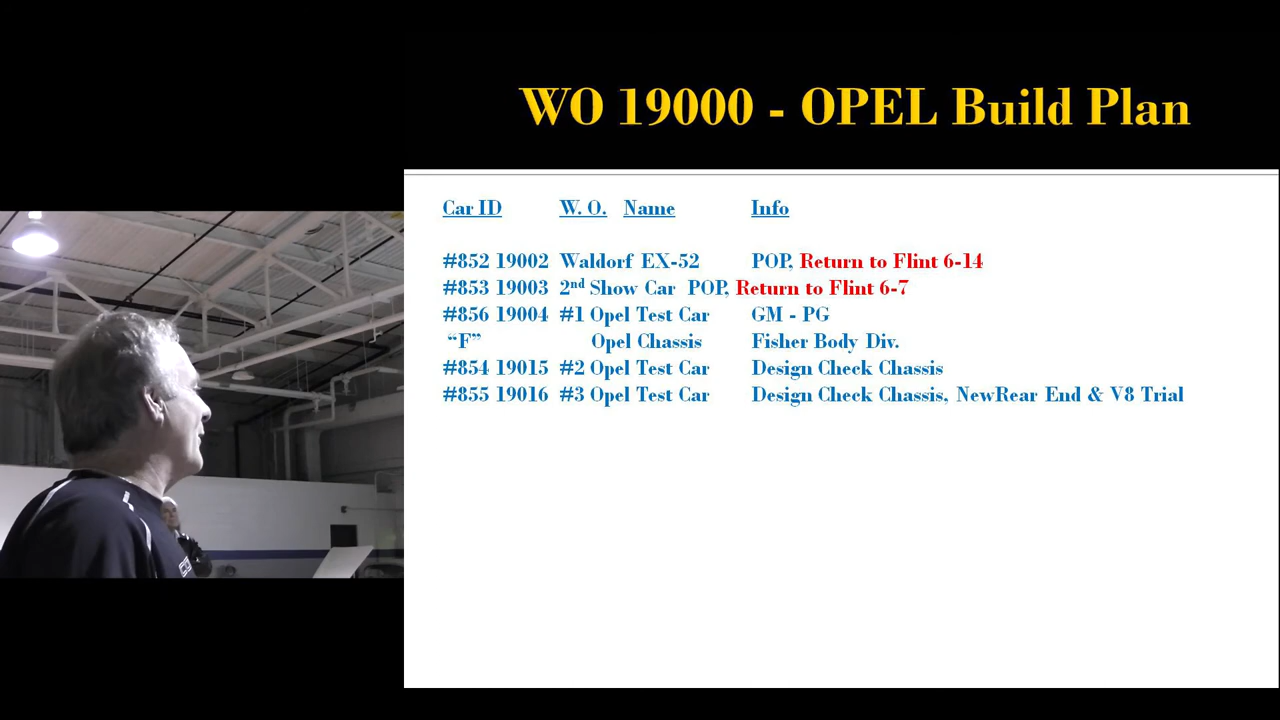 WO 19000 - OPEL Build Plan
Car ID W. O. Name Info
#852 19002 Waldorf EX-52 POP, Return to Flint 6-14
#853 19003 2nd Show Car POP, Return to Flint 6-7
#856 19004 #1 Opel Test Car GM - PG
“F” Opel Chassis Fisher Body Div.
#854 19015 #2 Opel Test Car Design Check Chassis
#855 19016 #3 Opel Test Car Design Check Chassis, NewRear End & V8 Trial